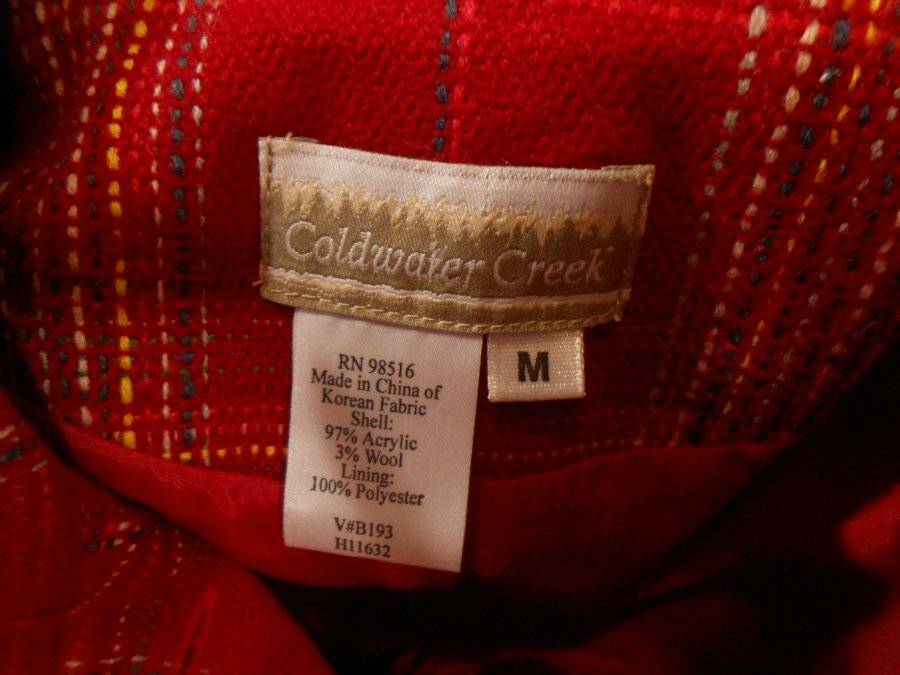 Coldwater Creek
M
RN 98516
Made in China of
Korean Fabric
Shell:
97% Acrylic
3% Wool
Lining:
100% Polyester
V#B193
H11632